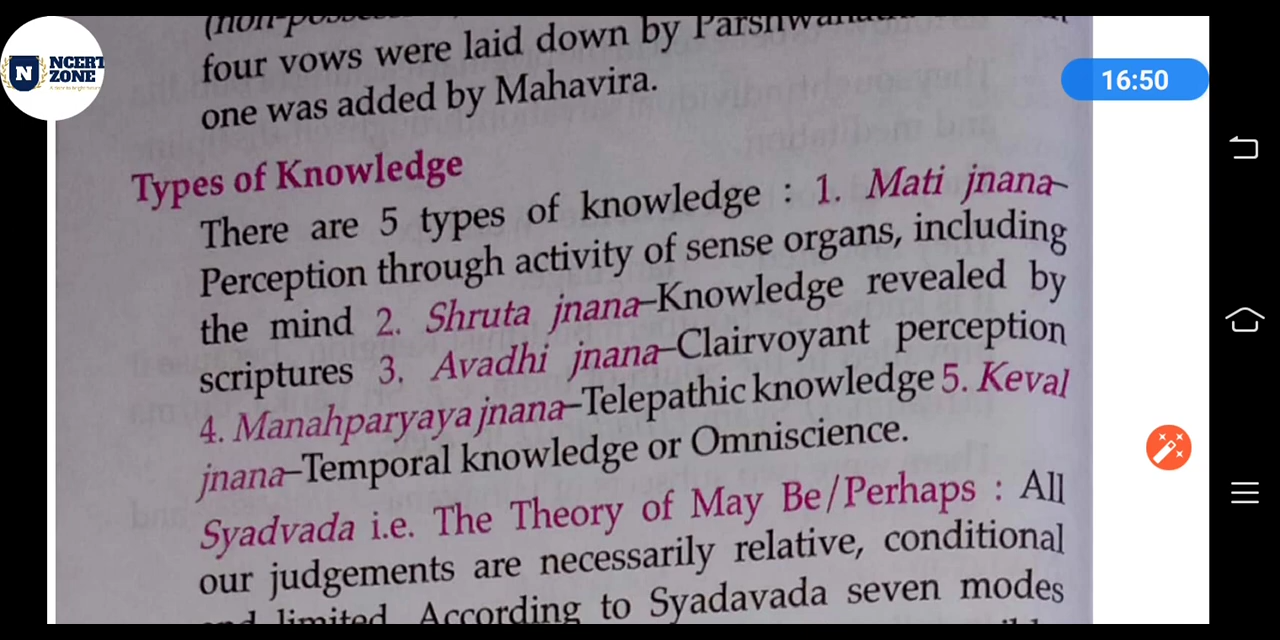 (non-
four vows were laid down by
one was added by Mahavira.
NCERT
ZONE
N
16:50
Types of Knowledge
There are 5 types of knowledge : 1. Mati jnana–
Perception through activity of sense organs, including
the mind 2. Shruta jnana–Knowledge revealed by
scriptures 3. Avadhi jnana–Clairvoyant perception
4. Manahparyaya jnana–Telepathic knowledge 5. Keval
jnana–Temporal knowledge or Omniscience.
Syadvada i.e. The Theory of May Be/Perhaps : All
our judgements are necessarily relative, conditional
limited. According to Syadavada seven modes